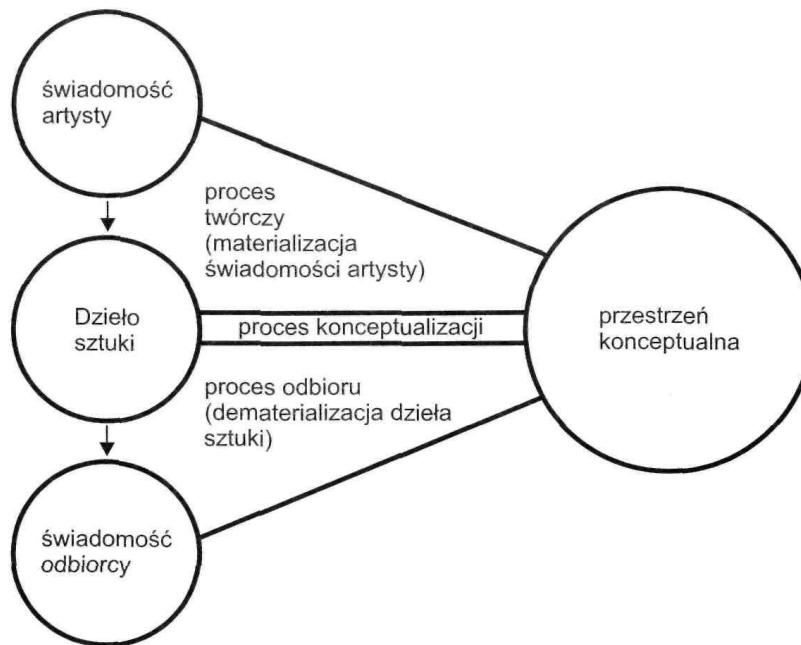 świadomość
artysty
proces
twórczy
(materializacja
świadomości artysty)
Dzieło
sztuki
proces konceptualizacji
przestrzeń
konceptualna
proces odbioru
(dematerializacja dzieła
sztuki)
świadomość
odbiorcy